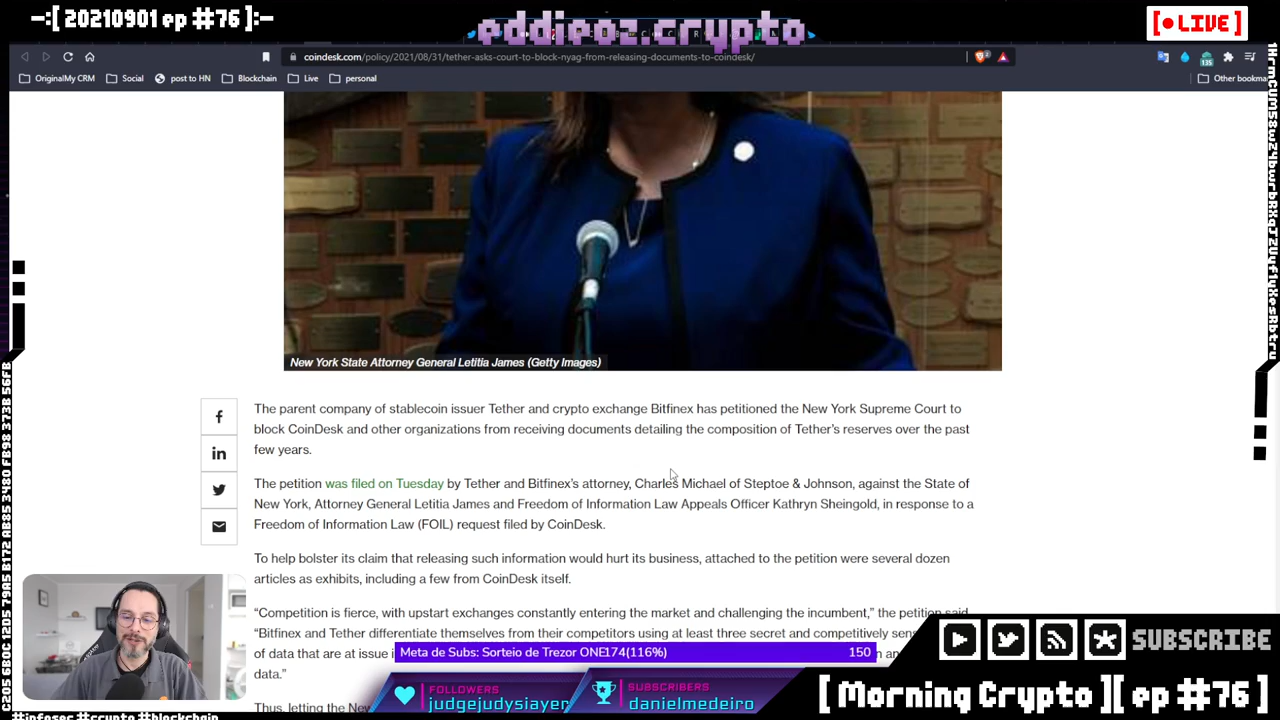 -:[ 20210901 ep #76 ]:-
eddieoz crypto
[ LIVE ]
coindesk.com/policy/2021/08/31/tether-asks-court-to-block-nyag-from-releasing-documents-to-coindesk/
135
OriginalMy CRM
Social
post to HN
Blockchain
Live
personal
Other bookma
New York State Attorney General Letitia James (Getty Images)
The parent company of stablecoin issuer Tether and crypto exchange Bitfinex has petitioned the New York Supreme Court to
block CoinDesk and other organizations from receiving documents detailing the composition of Tether's reserves over the past
few years.
The petition was filed on Tuesday by Tether and Bitfinex's attorney, Charles Michael of Steptoe & Johnson, against the State of
New York, Attorney General Letitia James and Freedom of Information Law Appeals Officer Kathryn Sheingold, in response to a
Freedom of Information Law (FOIL) request filed by CoinDesk.
To help bolster its claim that releasing such information would hurt its business, attached to the petition were several dozen
articles as exhibits, including a few from CoinDesk itself.
“Competition is fierce, with upstart exchanges constantly entering the market and challenging the incumbent,” the petition said.
“Bitfinex and Tether differentiate themselves from their competitors using at least three secret and competitively sens
of data that are at issue i
data.”
Thus, letting the New
Meta de Subs: Sorteio de Trezor ONE174(116%)
150
FOLLOWERS
judgejudyslayer
SUBSCRIBERS
danielmedeiro
SUBSCRIBE
[ Morning Crypto ][ ep #76 ]
#infosec #crypto #blockchain